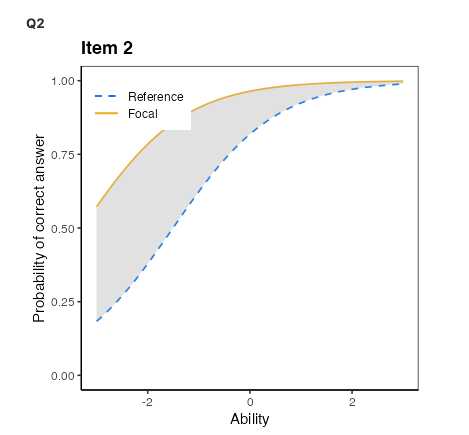 Q2
Item 2
1.00
Reference
Focal
0.75
0.50
0.25
0.00
Probability of correct answer
-2
0
2
Ability